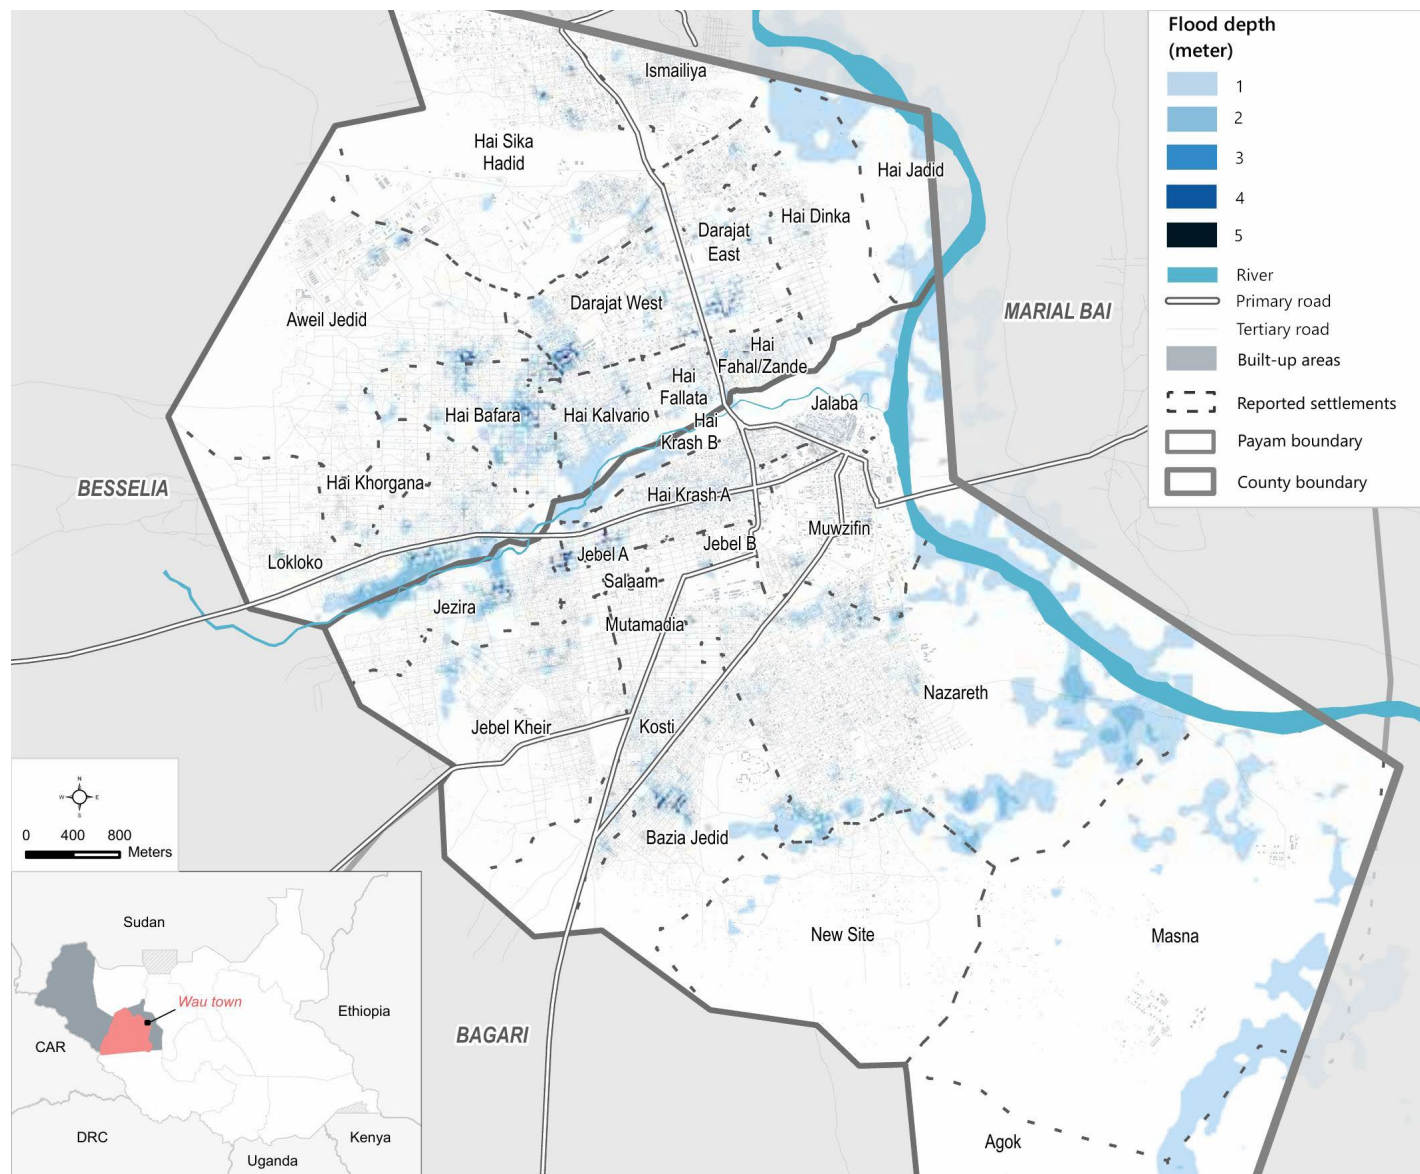 Flood depth
(meter)
1
2
3
4
5
River
Primary road
Tertiary road
Built-up areas
Reported settlements
Payam boundary
County boundary
Ismailiya
Hai Sika
Hadid
Hai Jadid
Hai Dinka
Darajat
East
Darajat West
Aweil Jedid
MARIAL BAI
Hai
Fahal/Zande
Hai
Fallata
Jalaba
Hai Bafara
Hai Kalvario
Hai
Krash B
Hai Khorgana
BESSELIA
Hai Krash A
Muwzifin
Jebel B
Jebel A
Lokloko
Salaam
Jezira
Mutamadia
Nazareth
Jebel Kheir
Kosti
Bazia Jedid
New Site
Masna
BAGARI
Agok
N
W
E
S
0 400 800
Meters
Sudan
Wau town
Ethiopia
CAR
DRC
Uganda
Kenya